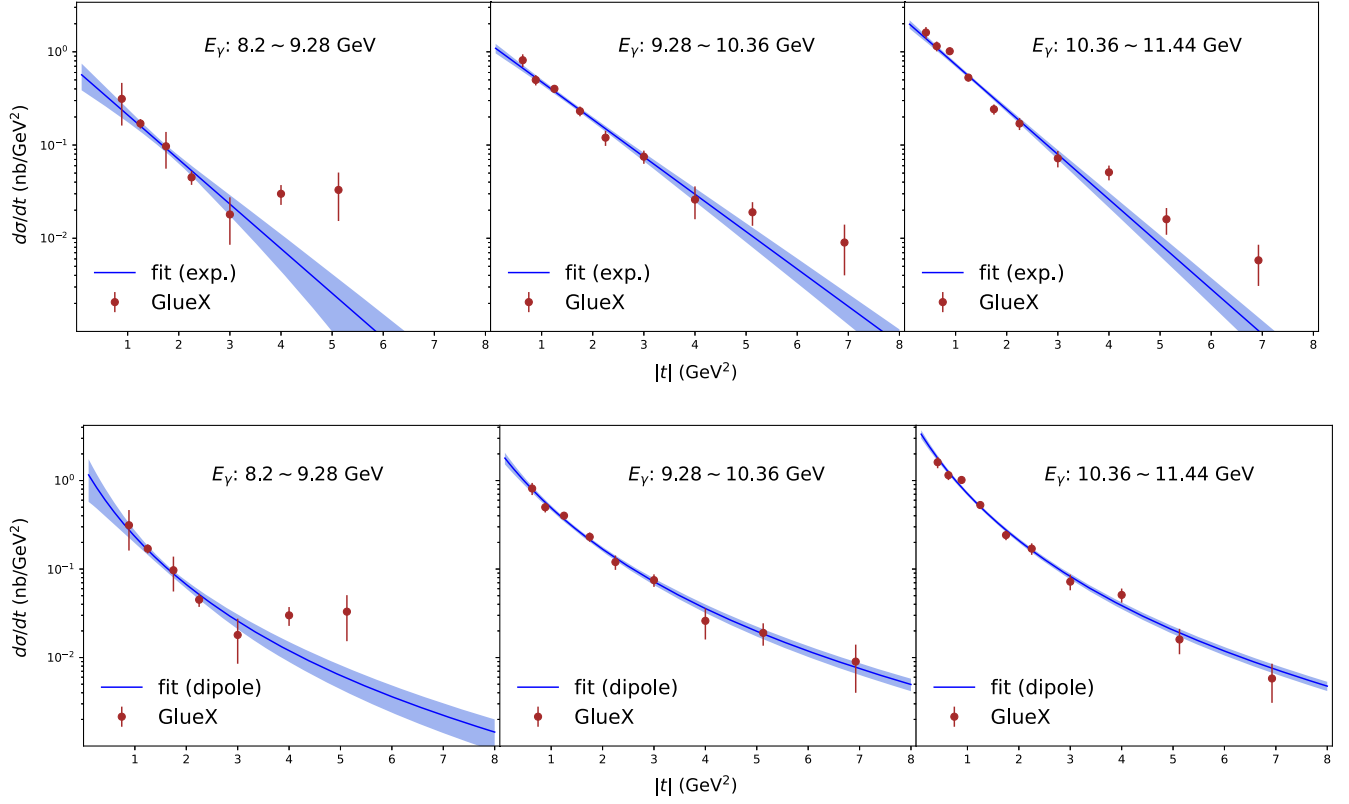 E_γ: 8.2 ~ 9.28 GeV
E_γ: 9.28 ~ 10.36 GeV
E_γ: 10.36 ~ 11.44 GeV
10⁰
10⁻¹
10⁻²
dσ/dt (nb/GeV²)
fit (exp.)
GlueX
fit (exp.)
GlueX
fit (exp.)
GlueX
1 2 3 4 5 6 7 8
1 2 3 4 5 6 7 8
1 2 3 4 5 6 7 8
|t| (GeV²)
E_γ: 8.2 ~ 9.28 GeV
E_γ: 9.28 ~ 10.36 GeV
E_γ: 10.36 ~ 11.44 GeV
10⁰
10⁻¹
10⁻²
dσ/dt (nb/GeV²)
fit (dipole)
GlueX
fit (dipole)
GlueX
fit (dipole)
GlueX
1 2 3 4 5 6 7 8
1 2 3 4 5 6 7 8
1 2 3 4 5 6 7 8
|t| (GeV²)